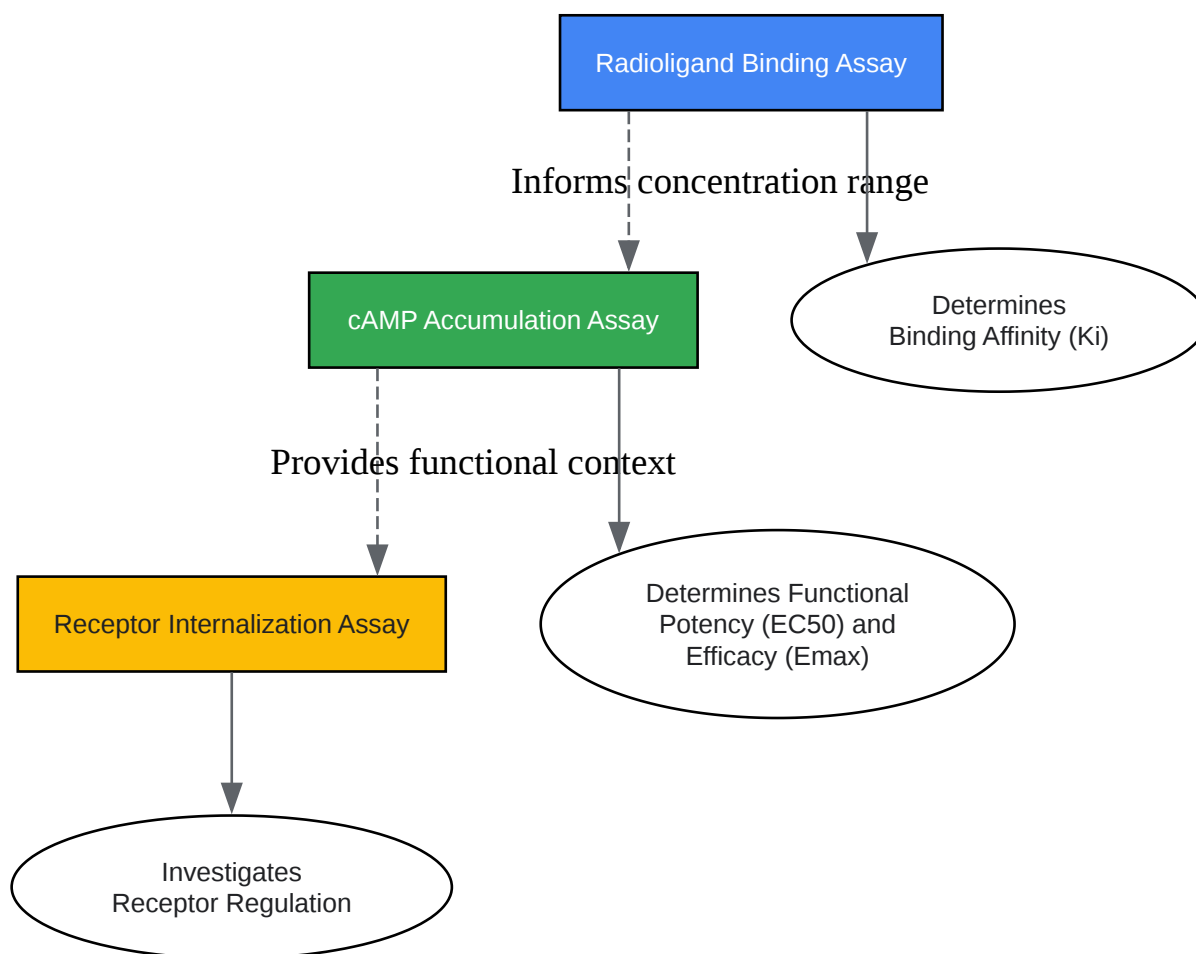 Radioligand Binding Assay
Informs concentration range
cAMP Accumulation Assay
Determines
Binding Affinity (Ki)
Provides functional context
Receptor Internalization Assay
Determines Functional
Potency (EC50) and
Efficacy (Emax)
Investigates
Receptor Regulation